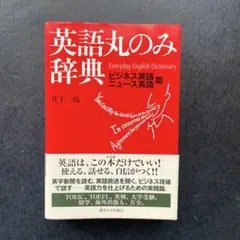 英語丸のみ
辞典
Everyday English Dictionary
ビジネス英語
ニュース英語
篇
井上一馬
英語は、この本だけでいい!
使える、話せる、自信がつく!!
英字新聞を読む、英語放送を聞く、ビジネス現場
で話す 英語力を仕上げるための実践篇。
TOEIC、TOEFL、英検、大学受験、
留学、海外出張も、万全。